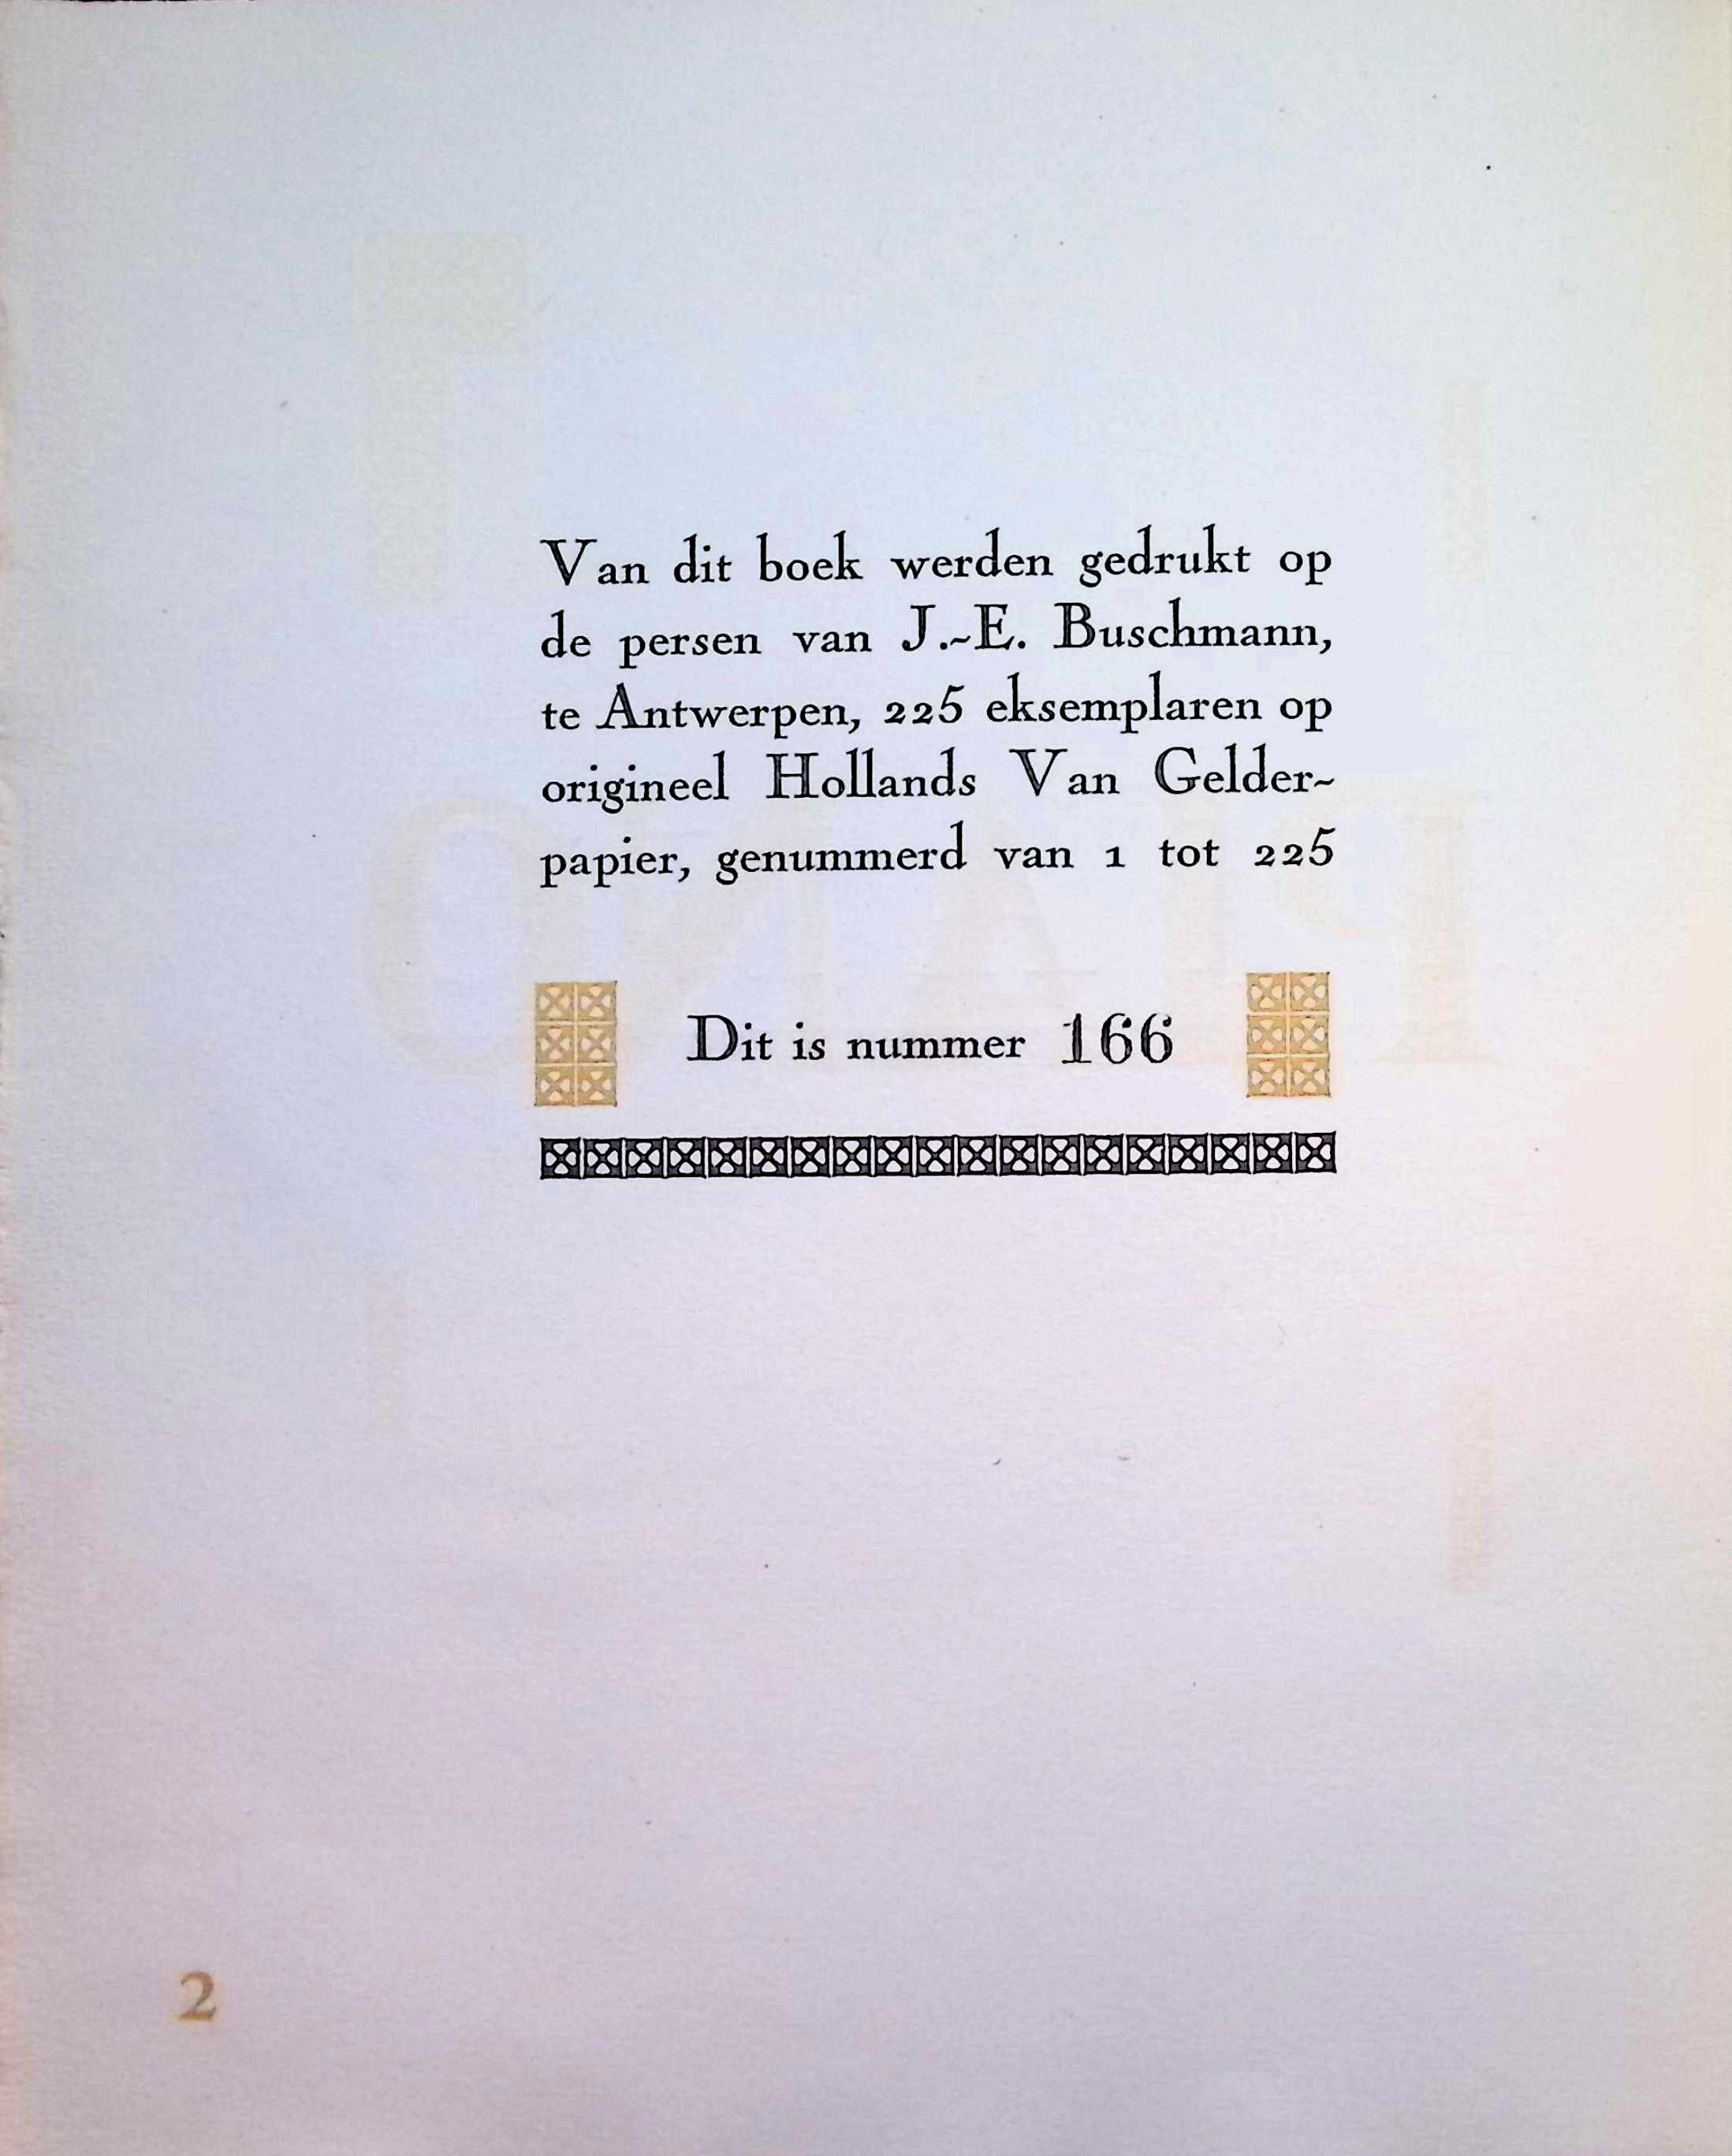 Van dit boek werden gedrukt op
de persen van J.-E. Buschmann,
te Antwerpen, 225 eksemplaren op
origineel Hollands Van Gelder-
papier, genummerd van 1 tot 225
Dit is nummer 166
2